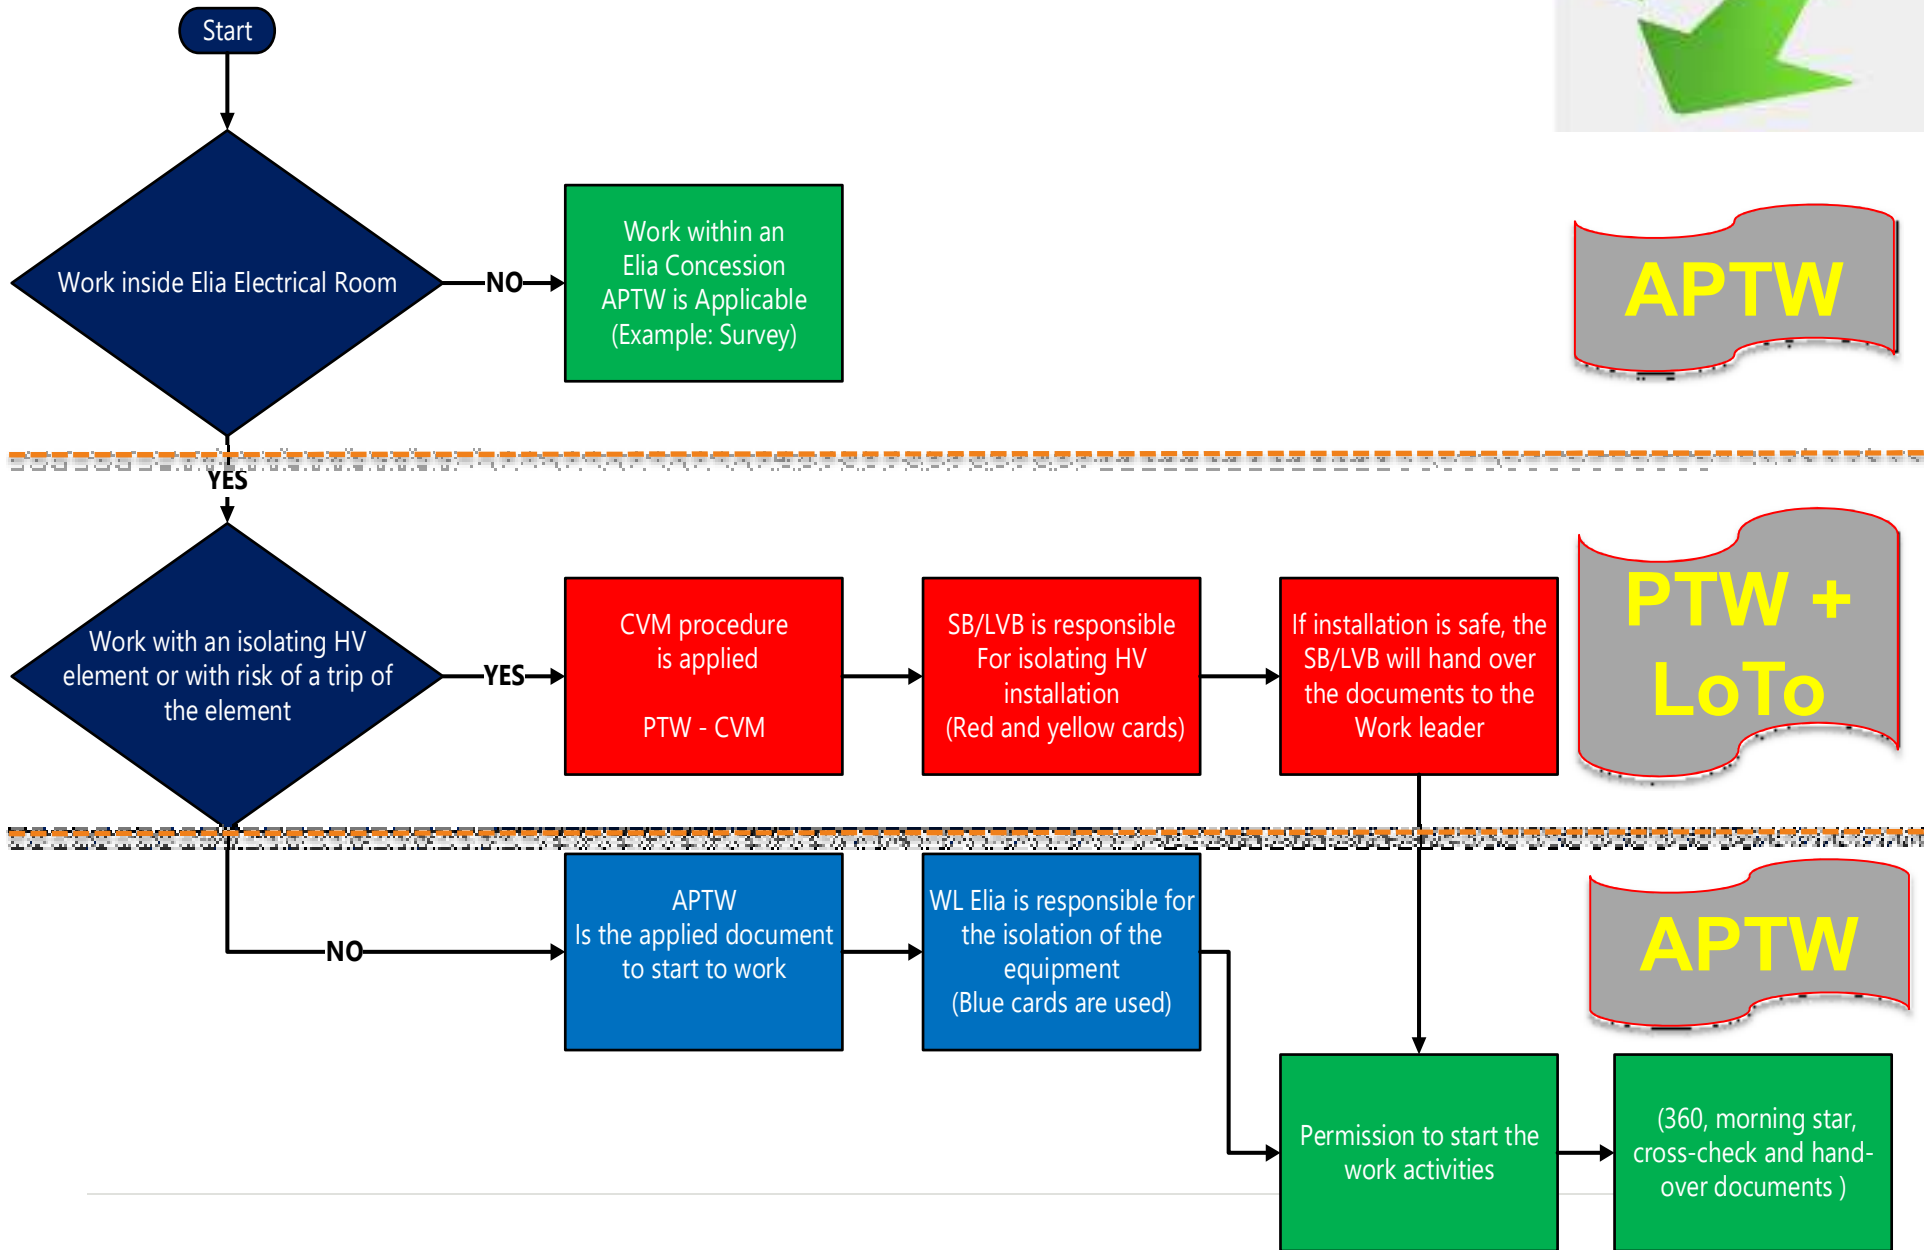 Start
Work inside Elia Electrical Room
NO
Work within an
Elia Concession
APTW is Applicable
(Example: Survey)
APTW
YES
Work with an isolating HV
element or with risk of a trip of
the element
YES
CVM procedure
is applied
PTW - CVM
SB/LVB is responsible
For isolating HV
installation
(Red and yellow cards)
If installation is safe, the
SB/LVB will hand over
the documents to the
Work leader
PTW +
LoTo
NO
APTW
Is the applied document
to start to work
WL Elia is responsible for
the isolation of the
equipment
(Blue cards are used)
APTW
Permission to start the
work activities
(360, morning star,
cross-check and hand-
over documents )